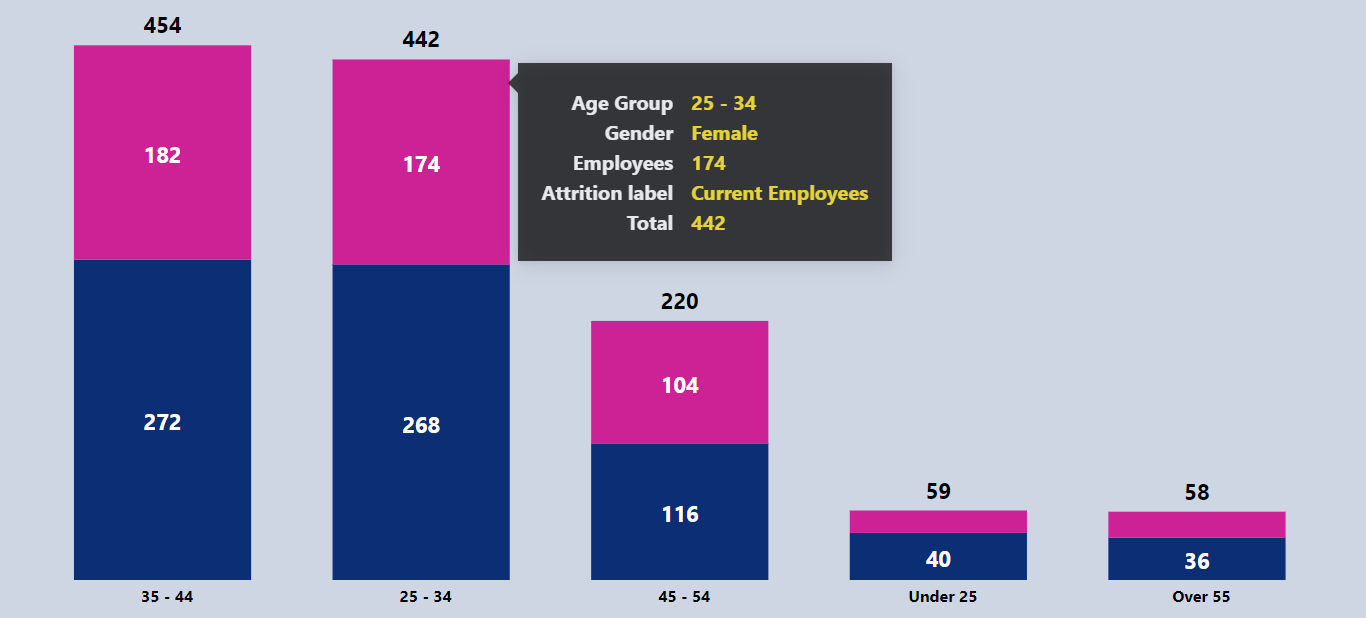 454
442
Age Group 25 - 34
Gender Female
182
174
Employees 174
Attrition label Current Employees
Total 442
220
104
272
268
59
58
116
40
36
35 - 44
25 - 34
45 - 54
Under 25
Over 55